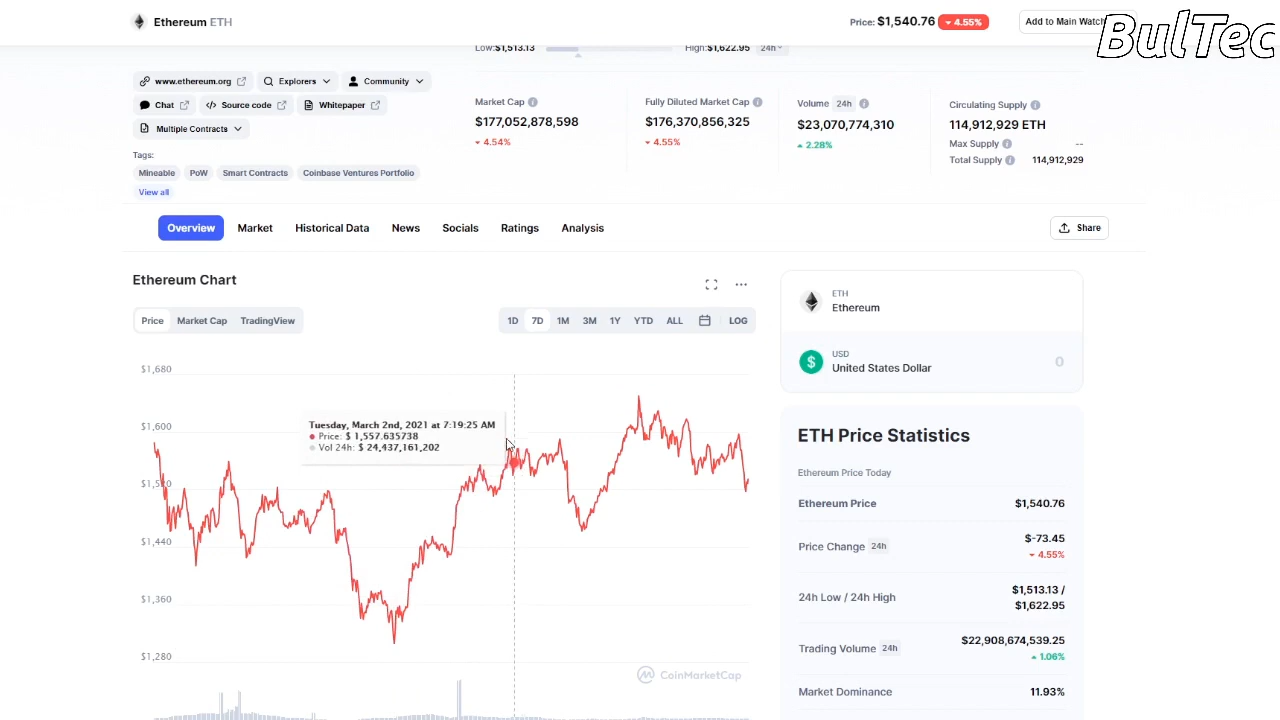 Ethereum ETH
Price: $1,540.76 4.55%
Add to Main Watch
BulTec
Low:$1,513.13
High:$1,622.95
24h
www.ethereum.org
Explorers
Community
Chat
Source code
Whitepaper
Multiple Contracts
Tags:
Mineable
PoW
Smart Contracts
Coinbase Ventures Portfolio
View all
Market Cap
$177,052,878,598
4.54%
Fully Diluted Market Cap
$176,370,856,325
4.55%
Volume 24h
$23,070,774,310
2.28%
Circulating Supply
114,912,929 ETH
Max Supply --
Total Supply 114,912,929
Overview
Market
Historical Data
News
Socials
Ratings
Analysis
Share
Ethereum Chart
Price
Market Cap
TradingView
1D
7D
1M
3M
1Y
YTD
ALL
LOG
$1,680
$1,600
$1,520
$1,440
$1,360
$1,280
Tuesday, March 2nd, 2021 at 7:19:25 AM
Price: $ 1,557.635738
Vol 24h: $ 24,437,161,202
CoinMarketCap
ETH
Ethereum
USD
United States Dollar
0
ETH Price Statistics
Ethereum Price Today
Ethereum Price $1,540.76
Price Change 24h
$-73.45
4.55%
24h Low / 24h High
$1,513.13 /
$1,622.95
Trading Volume 24h
$22,908,674,539.25
1.06%
Market Dominance 11.93%